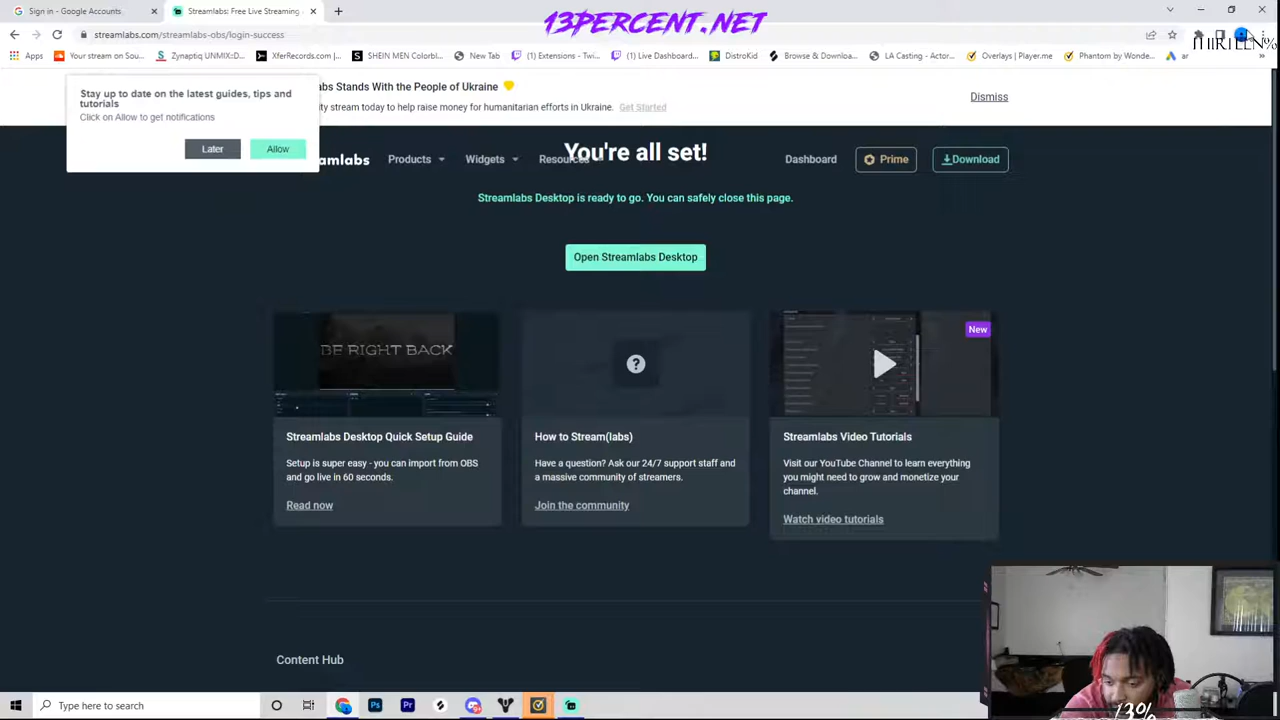 Sign in - Google Accounts
Streamlabs: Free Live Streaming
13PERCENT.NET
streamlabs.com/streamlabs-obs/login-success
THIRTEEN%
Apps
Your stream on Sou...
Zynaptiq UNMIX::D...
XferRecords.com |...
SHEIN MEN Colorbl...
New Tab
(1) Extensions - Twi...
(1) Live Dashboard...
DistroKid
Browse & Downloa...
LA Casting - Actor...
Overlays | Player.me
Phantom by Wonde...
ar
Stay up to date on the latest guides, tips and
tutorials
Click on Allow to get notifications
Later
Allow
abs Stands With the People of Ukraine
ity stream today to help raise money for humanitarian efforts in Ukraine. Get Started
Dismiss
amlabs
Products
Widgets
Resources
You're all set!
Dashboard
Prime
Download
Streamlabs Desktop is ready to go. You can safely close this page.
Open Streamlabs Desktop
BE RIGHT BACK
New
Streamlabs Desktop Quick Setup Guide
Setup is super easy - you can import from OBS
and go live in 60 seconds.
Read now
How to Stream(labs)
Have a question? Ask our 24/7 support staff and
a massive community of streamers.
Join the community
Streamlabs Video Tutorials
Visit our YouTube Channel to learn everything
you might need to grow and monetize your
channel.
Watch video tutorials
Content Hub
Type here to search
13%